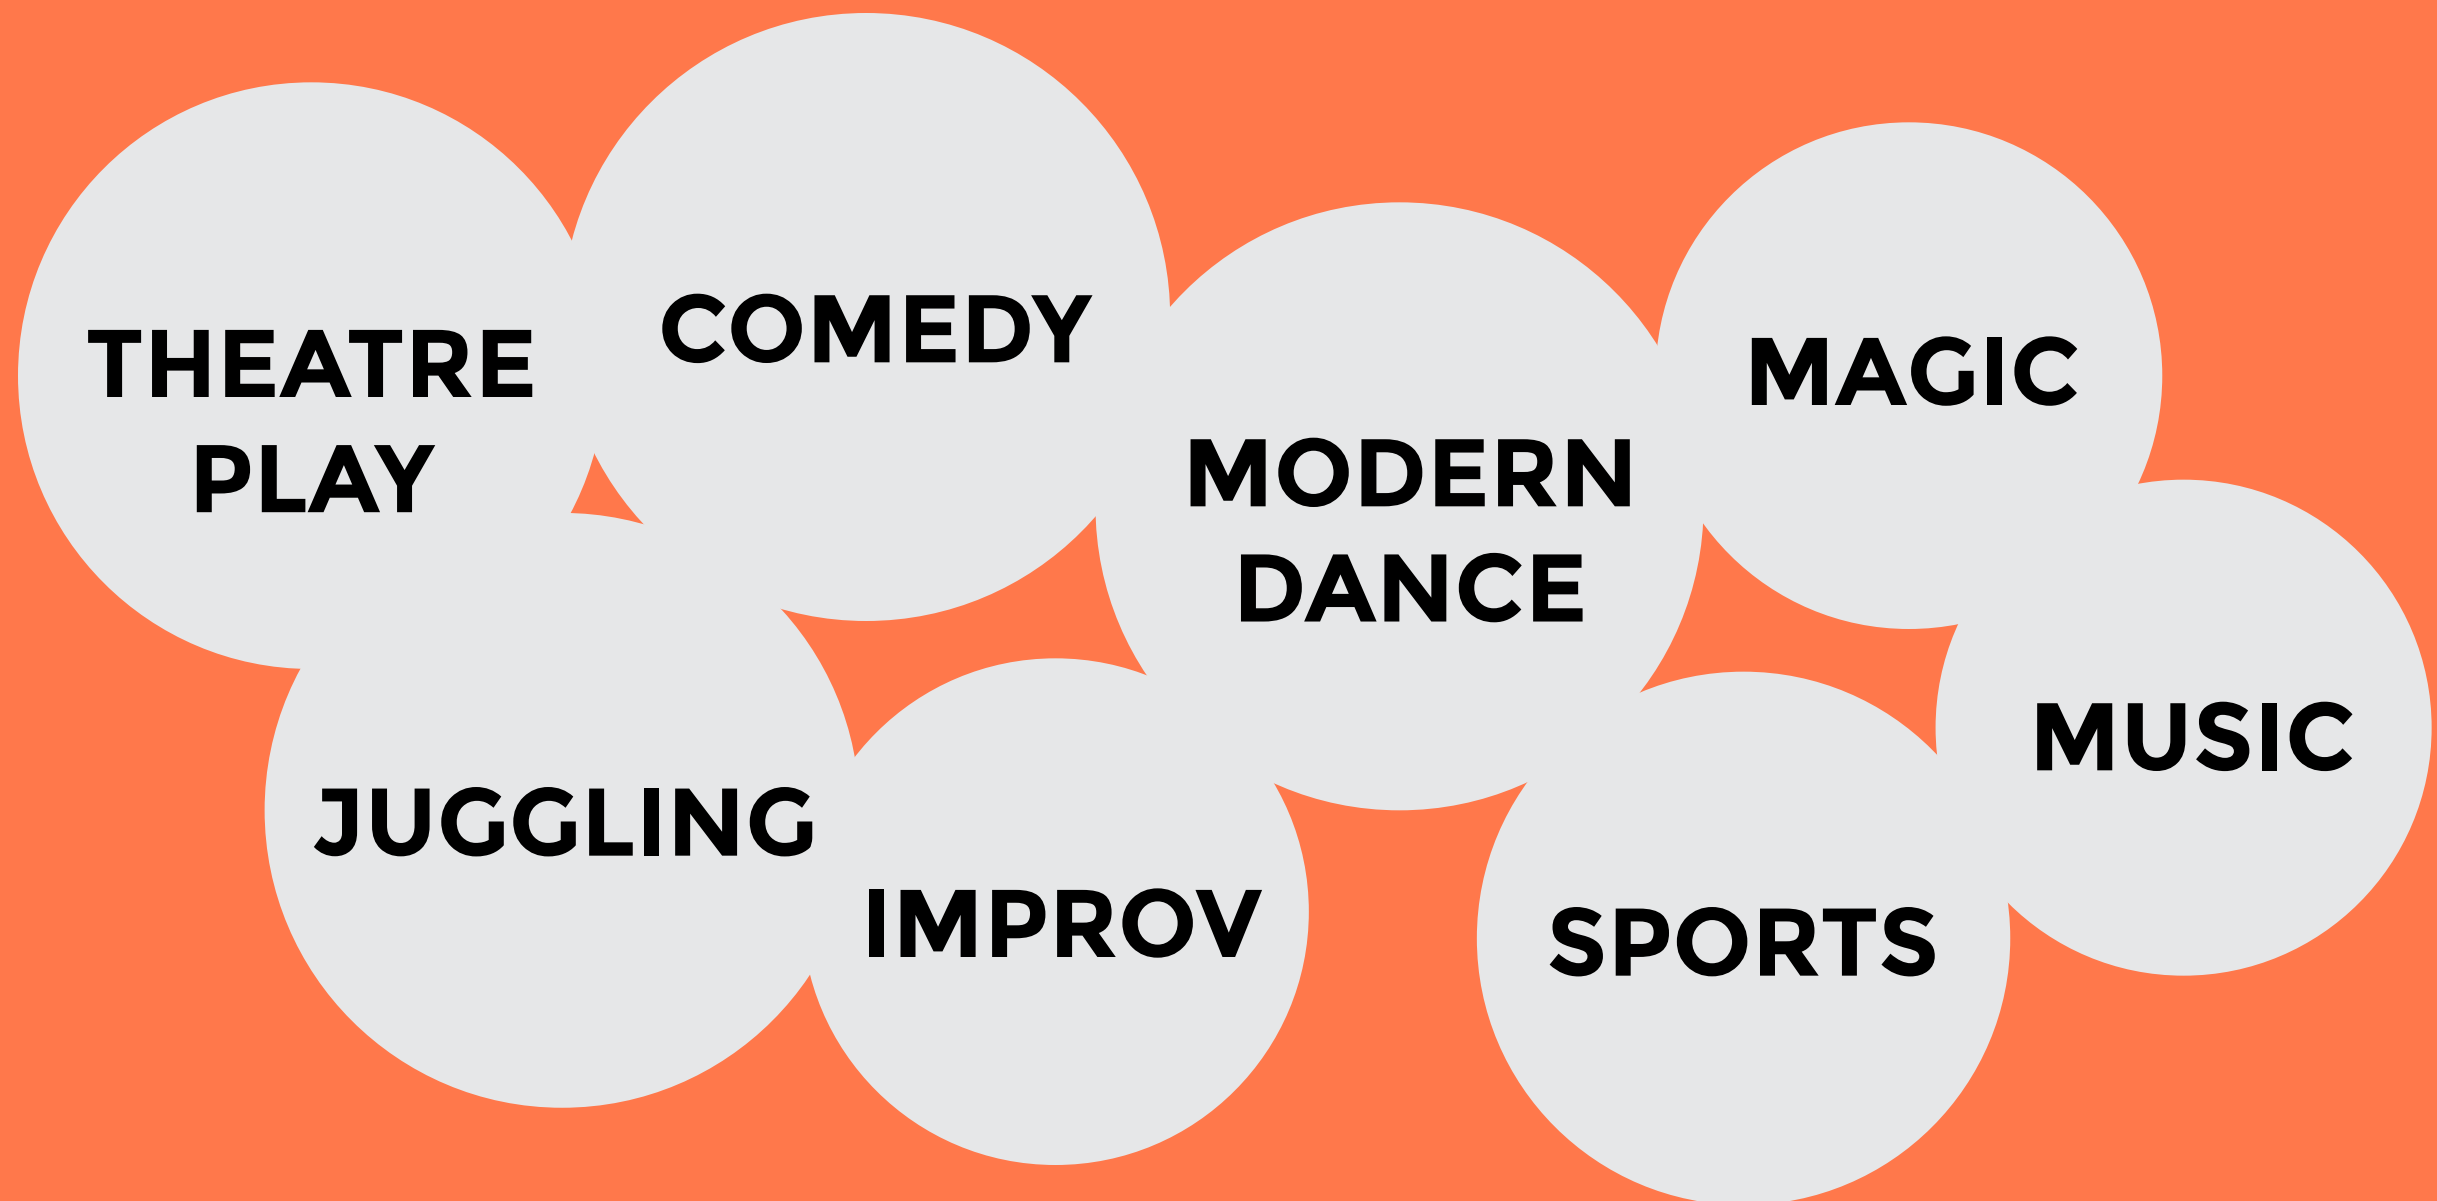 THEATRE
PLAY
COMEDY
MODERN
DANCE
MAGIC
JUGGLING
IMPROV
SPORTS
MUSIC